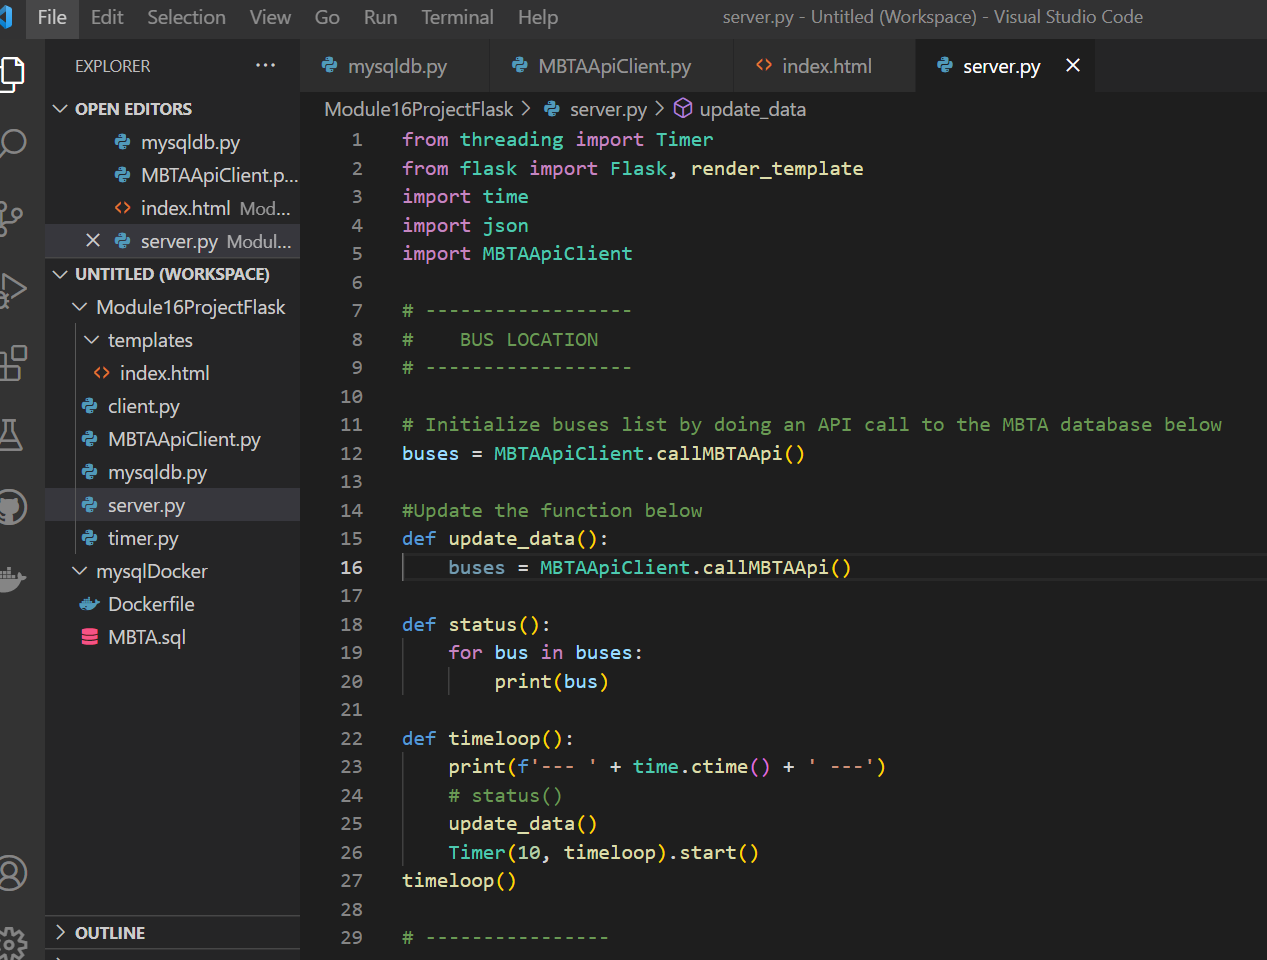 File Edit Selection View Go Run Terminal Help server.py - Untitled (Workspace) - Visual Studio Code
EXPLORER ...
OPEN EDITORS
mysqldb.py
MBTAApiClient.p...
index.html Mod...
server.py Modul...
UNTITLED (WORKSPACE)
Module16ProjectFlask
templates
index.html
client.py
MBTAApiClient.py
mysqldb.py
server.py
timer.py
mysqlDocker
Dockerfile
MBTA.sql
OUTLINE
mysqldb.py MBTAApiClient.py index.html server.py
Module16ProjectFlask > server.py > update_data
1 from threading import Timer
2 from flask import Flask, render_template
3 import time
4 import json
5 import MBTAApiClient
6
7 # ------------------
8 #    BUS LOCATION
9 # ------------------
10
11 # Initialize buses list by doing an API call to the MBTA database below
12 buses = MBTAApiClient.callMBTAApi()
13
14 #Update the function below
15 def update_data():
16     buses = MBTAApiClient.callMBTAApi()
17
18 def status():
19     for bus in buses:
20         print(bus)
21
22 def timeloop():
23     print(f'--- ' + time.ctime() + ' ---')
24     # status()
25     update_data()
26     Timer(10, timeloop).start()
27 timeloop()
28
29 # ----------------